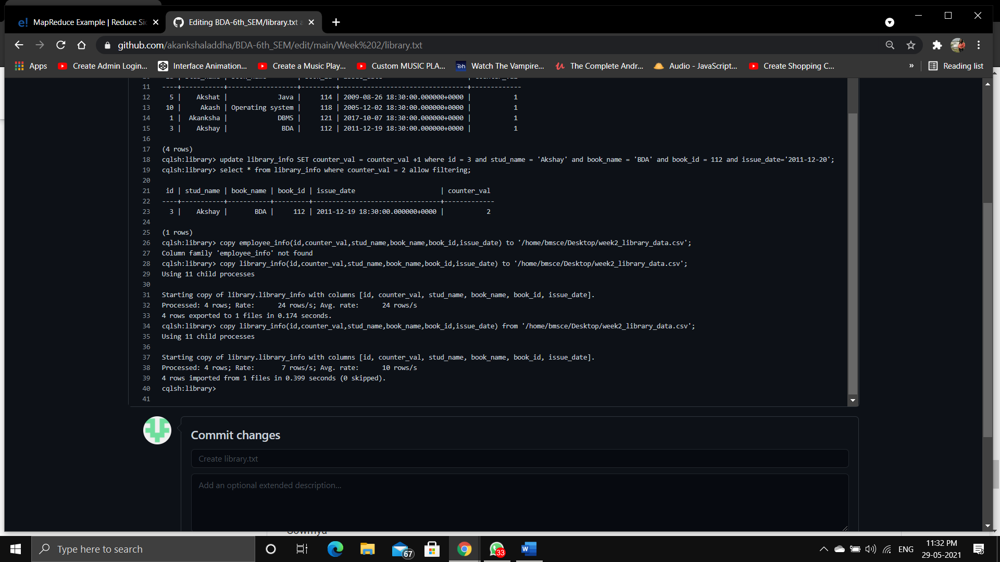 MapReduce Example | Reduce Si
Editing BDA-6th_SEM/library.txt a
github.com/akankshaladdha/BDA-6th_SEM/edit/main/Week%202/library.txt
Apps
Create Admin Login...
Interface Animation...
Create a Music Play...
Custom MUSIC PLA...
Watch The Vampire...
The Complete Andr...
Audio - JavaScript...
Create Shopping C...
»
Reading list
11 ----+-----------+------------------+---------+---------------------------------+-------------
12 5 | Akshat | Java | 114 | 2009-08-26 18:30:00.000000+0000 | 1
13 10 | Akash | Operating system | 118 | 2005-12-02 18:30:00.000000+0000 | 1
14 1 | Akanksha | DBMS | 121 | 2017-10-07 18:30:00.000000+0000 | 1
15 3 | Akshay | BDA | 112 | 2011-12-19 18:30:00.000000+0000 | 1
16
17 (4 rows)
18 cqlsh:library> update library_info SET counter_val = counter_val +1 where id = 3 and stud_name = 'Akshay' and book_name = 'BDA' and book_id = 112 and issue_date='2011-12-20';
19 cqlsh:library> select * from library_info where counter_val = 2 allow filtering;
20
21 id | stud_name | book_name | book_id | issue_date | counter_val
22 ----+-----------+-----------+---------+---------------------------------+-------------
23 3 | Akshay | BDA | 112 | 2011-12-19 18:30:00.000000+0000 | 2
24
25 (1 rows)
26 cqlsh:library> copy employee_info(id,counter_val,stud_name,book_name,book_id,issue_date) to '/home/bmsce/Desktop/week2_library_data.csv';
27 Column family 'employee_info' not found
28 cqlsh:library> copy library_info(id,counter_val,stud_name,book_name,book_id,issue_date) to '/home/bmsce/Desktop/week2_library_data.csv';
29 Using 11 child processes
30
31 Starting copy of library.library_info with columns [id, counter_val, stud_name, book_name, book_id, issue_date].
32 Processed: 4 rows; Rate: 24 rows/s; Avg. rate: 24 rows/s
33 4 rows exported to 1 files in 0.174 seconds.
34 cqlsh:library> copy library_info(id,counter_val,stud_name,book_name,book_id,issue_date) from '/home/bmsce/Desktop/week2_library_data.csv';
35 Using 11 child processes
36
37 Starting copy of library.library_info with columns [id, counter_val, stud_name, book_name, book_id, issue_date].
38 Processed: 4 rows; Rate: 7 rows/s; Avg. rate: 10 rows/s
39 4 rows imported from 1 files in 0.399 seconds (0 skipped).
40 cqlsh:library>
41
Commit changes
Create library.txt
Add an optional extended description...
Type here to search
67
33
ENG
11:32 PM
29-05-2021